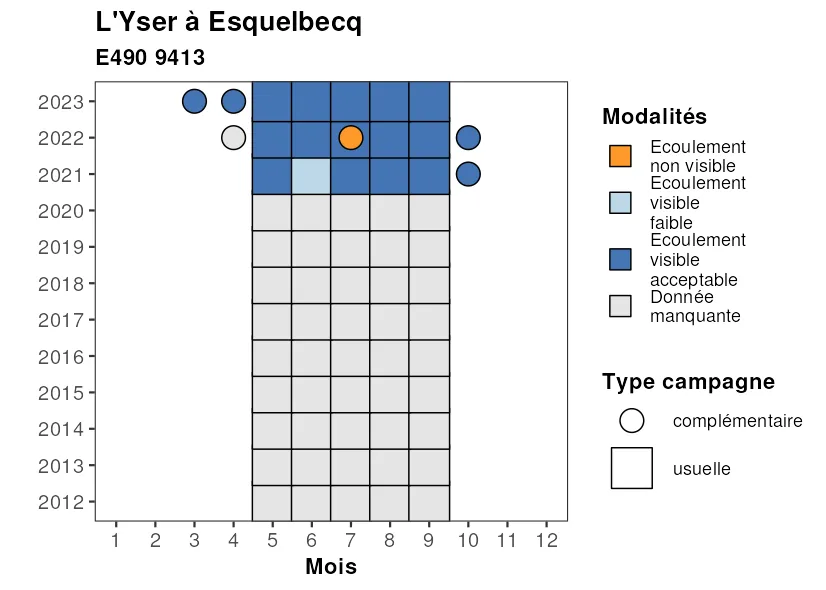 L'Yser à Esquelbecq
E490 9413
2023
2022
2021
2020
2019
2018
2017
2016
2015
2014
2013
2012
1 2 3 4 5 6 7 8 9 10 11 12
Mois
Modalités
Ecoulement
non visible
Ecoulement
visible
faible
Ecoulement
visible
acceptable
Donnée
manquante
Type campagne
complémentaire
usuelle